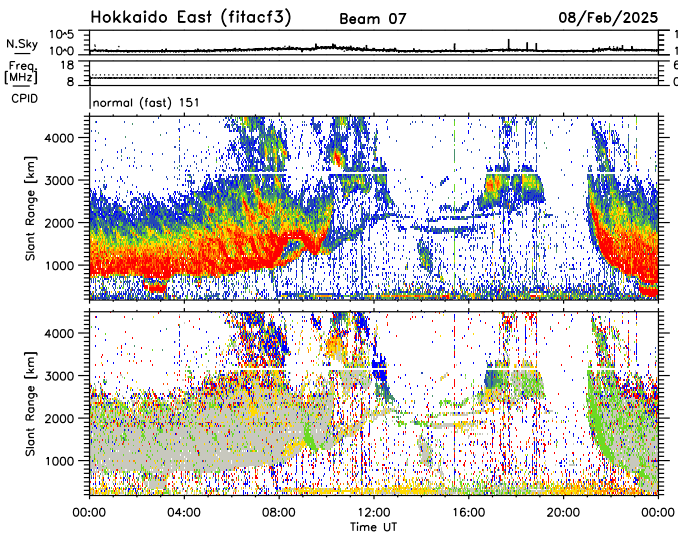 Hokkaido East (fitacf3) Beam 07 08/Feb/2025
10^5
N.Sky
10^0
Freq. 18 6
[MHz] 8 0
CPID normal (fast) 151
4000
3000
2000
1000
Slant Range [km]
4000
3000
2000
1000
Slant Range [km]
00:00 04:00 08:00 12:00 16:00 20:00 00:00
Time UT